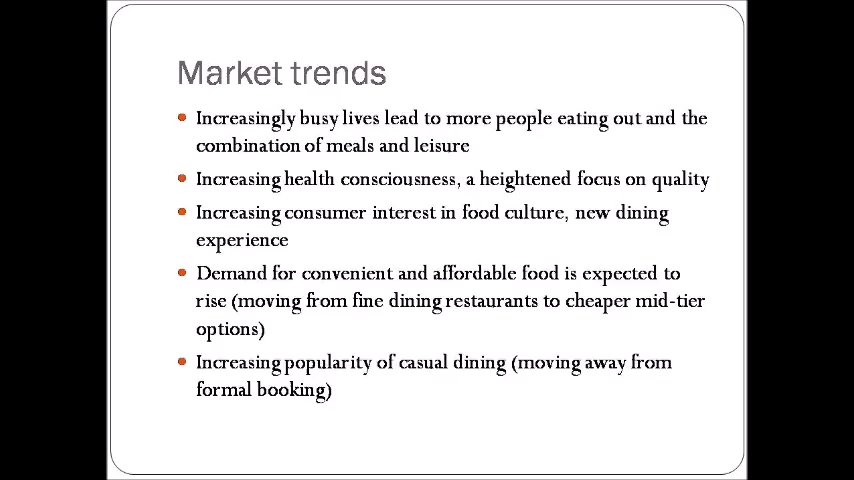 Market trends
Increasingly busy lives lead to more people eating out and the
combination of meals and leisure
Increasing health consciousness, a heightened focus on quality
Increasing consumer interest in food culture, new dining
experience
Demand for convenient and affordable food is expected to
rise (moving from fine dining restaurants to cheaper mid-tier
options)
Increasing popularity of casual dining (moving away from
formal booking)